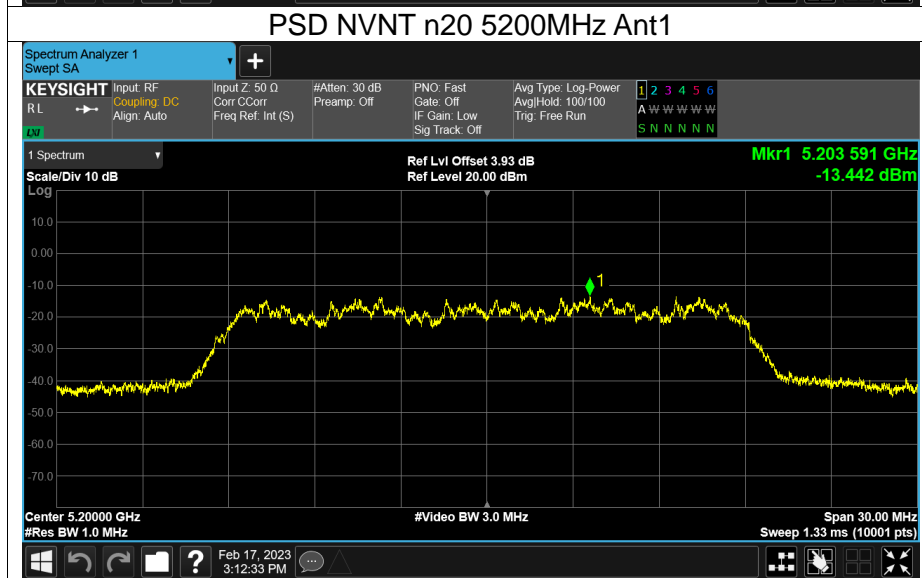 PSD NVNT n20 5200MHz Ant1
Spectrum Analyzer 1
Swept SA
+
KEYSIGHT Input: RF Input Z: 50 Ω #Atten: 30 dB PNO: Fast Avg Type: Log-Power 1 2 3 4 5 6
RL Coupling: DC Corr CCorr Preamp: Off Gate: Off Avg|Hold: 100/100 A W W W W W
Align: Auto Freq Ref: Int (S) IF Gain: Low Trig: Free Run
LXI Sig Track: Off S N N N N N
1 Spectrum Ref Lvl Offset 3.93 dB Mkr1 5.203 591 GHz
Scale/Div 10 dB Ref Level 20.00 dBm -13.442 dBm
Log
10.0
0.00
-10.0
1
-20.0
-30.0
-40.0
-50.0
-60.0
-70.0
Center 5.20000 GHz #Video BW 3.0 MHz Span 30.00 MHz
#Res BW 1.0 MHz Sweep 1.33 ms (10001 pts)
? Feb 17, 2023
3:12:33 PM